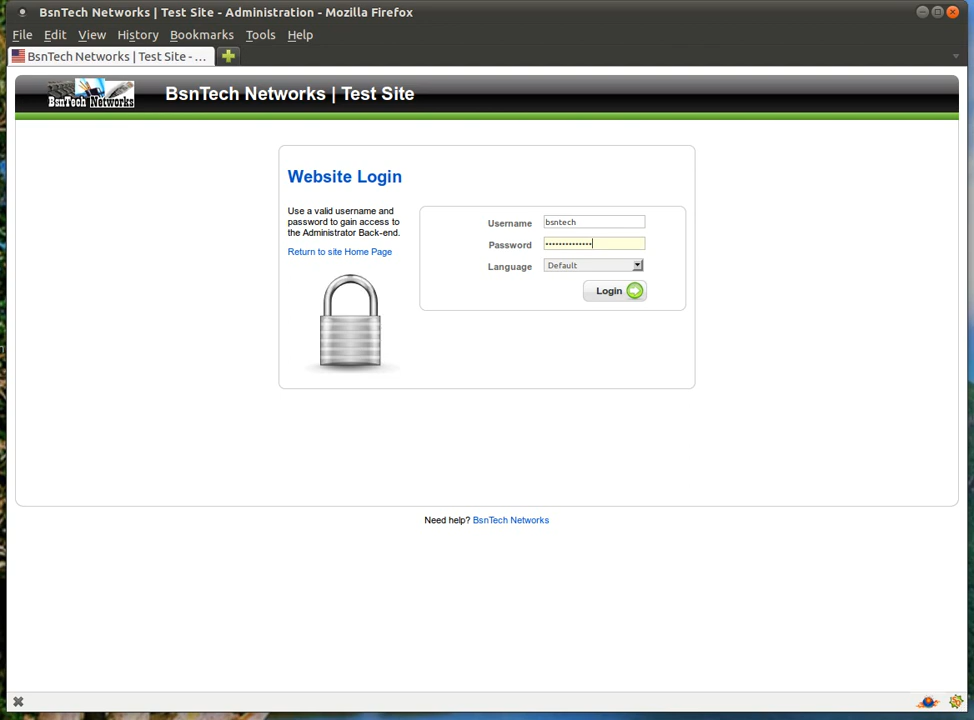 BsnTech Networks | Test Site - Administration - Mozilla Firefox
File Edit View History Bookmarks Tools Help
BsnTech Networks | Test Site - ...
BsnTech Networks
BsnTech Networks | Test Site
Website Login
Use a valid username and
password to gain access to
the Administrator Back-end.
Return to site Home Page
Username bsntech
Password ••••••••••••••
Language Default
Login
Need help? BsnTech Networks